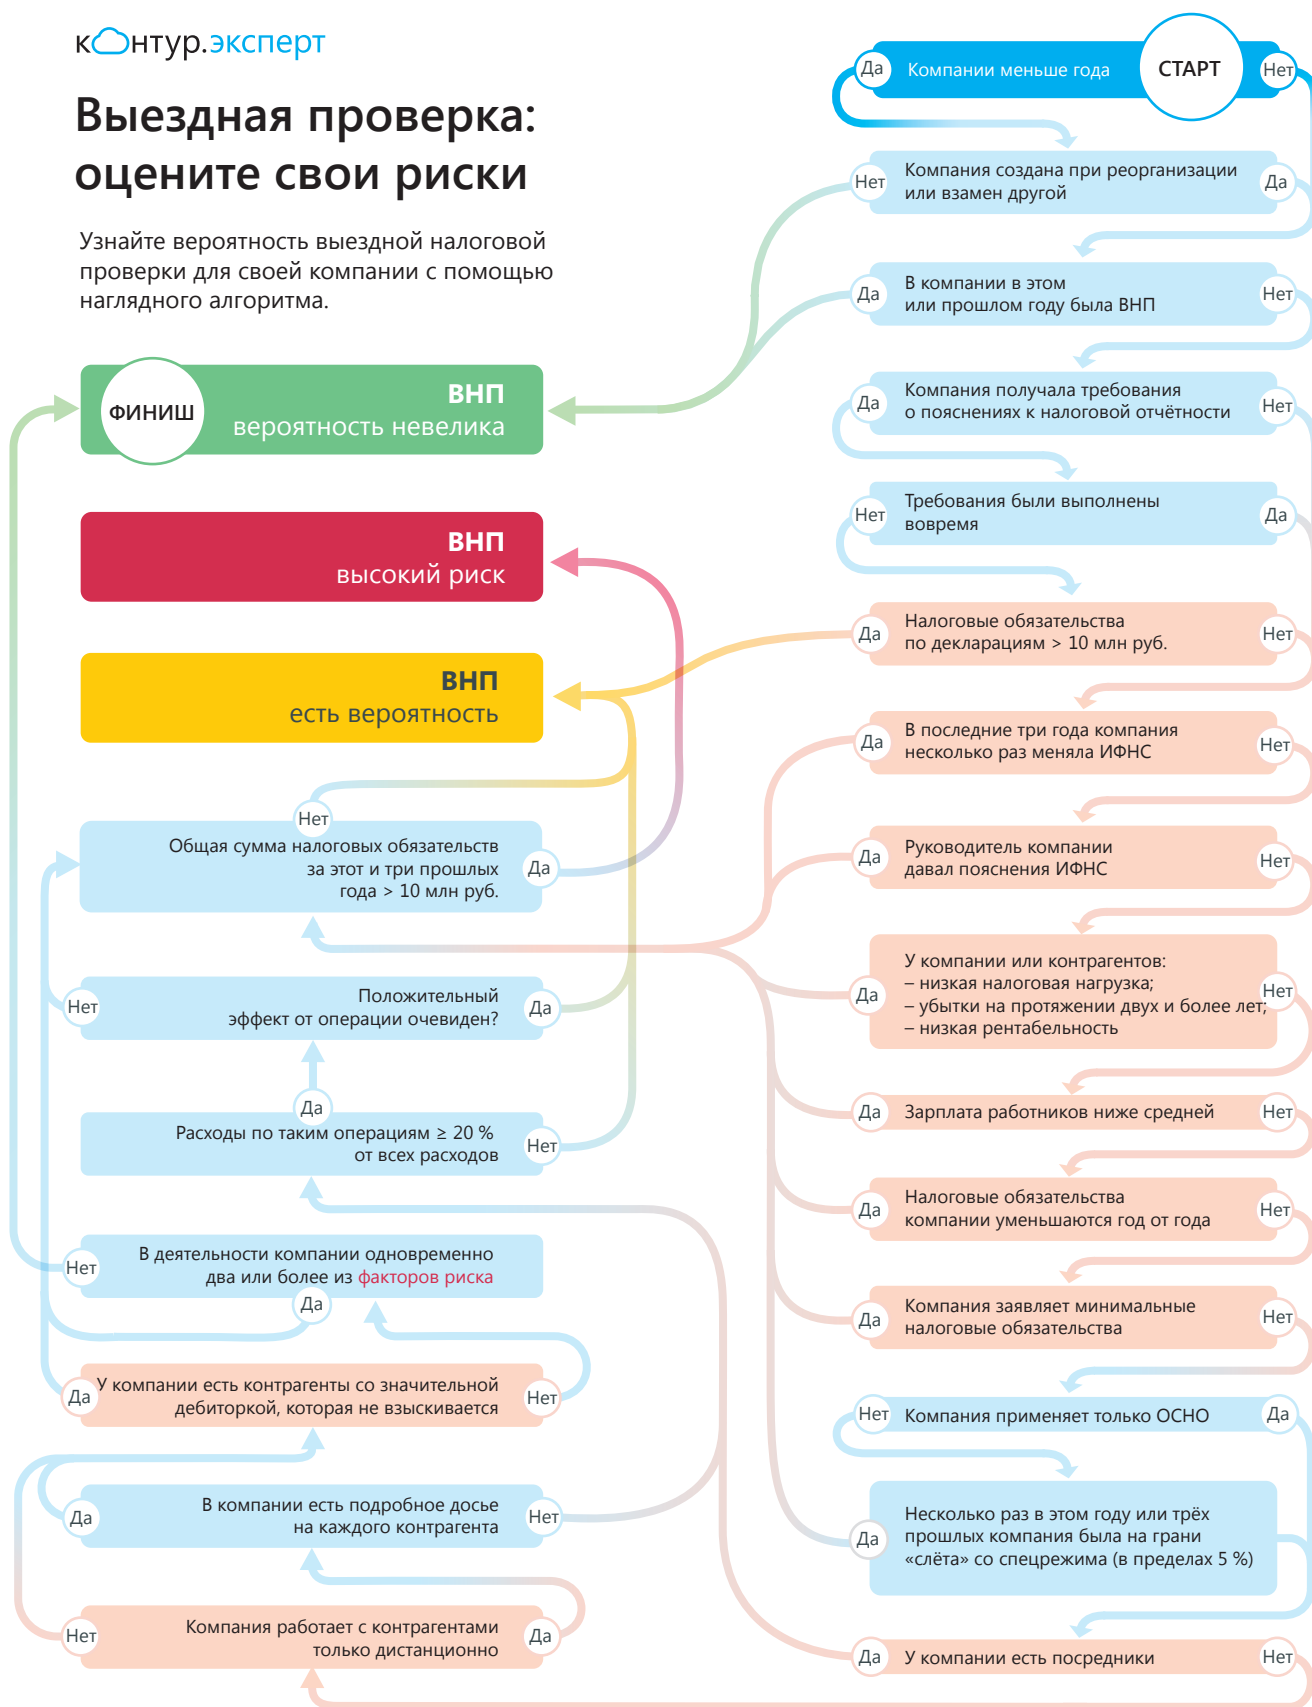 контур.эксперт
Выездная проверка:
оцените свои риски
Узнайте вероятность выездной налоговой
проверки для своей компании с помощью
наглядного алгоритма.
СТАРТ
Да
Компании меньше года
Нет
Нет
Компания создана при реорганизации
или взамен другой
Да
Да
В компании в этом
или прошлом году была ВНП
Нет
Да
Компания получала требования
о пояснениях к налоговой отчётности
Нет
Нет
Требования были выполнены
вовремя
Да
Да
Налоговые обязательства
по декларациям > 10 млн руб.
Нет
Да
В последние три года компания
несколько раз меняла ИФНС
Нет
Да
Руководитель компании
давал пояснения ИФНС
Нет
Да
У компании или контрагентов:
– низкая налоговая нагрузка;
– убытки на протяжении двух и более лет;
– низкая рентабельность
Нет
Да
Зарплата работников ниже средней
Нет
Да
Налоговые обязательства
компании уменьшаются год от года
Нет
Да
Компания заявляет минимальные
налоговые обязательства
Нет
Нет
Компания применяет только ОСНО
Да
Да
Несколько раз в этом году или трёх
прошлых компания была на грани
«слёта» со спецрежима (в пределах 5 %)
Да
У компании есть посредники
Нет
ФИНИШ
ВНП
вероятность невелика
ВНП
высокий риск
ВНП
есть вероятность
Нет
Общая сумма налоговых обязательств
за этот и три прошлых
года > 10 млн руб.
Да
Нет
Положительный
эффект от операции очевиден?
Да
Да
Расходы по таким операциям ≥ 20 %
от всех расходов
Нет
Нет
В деятельности компании одновременно
два или более из факторов риска
Да
Да
У компании есть контрагенты со значительной
дебиторкой, которая не взыскивается
Нет
Да
В компании есть подробное досье
на каждого контрагента
Нет
Нет
Компания работает с контрагентами
только дистанционно
Да